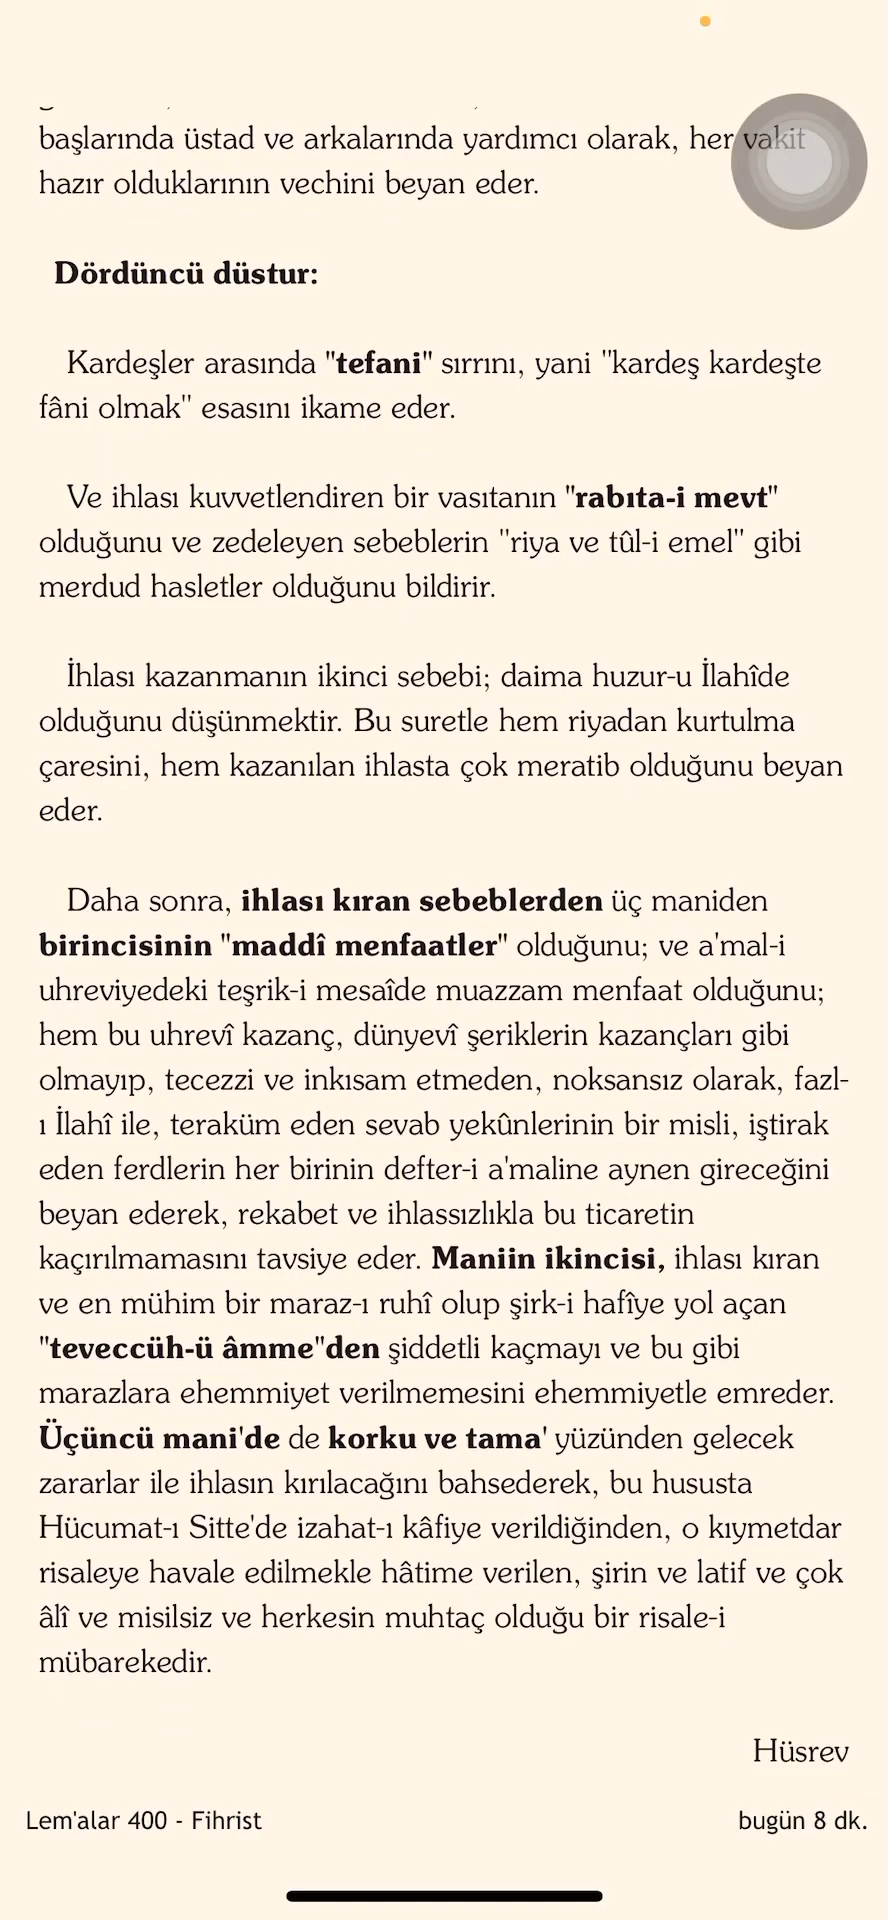 başlarında üstad ve arkalarında yardımcı olarak, her vakit
hazır olduklarının vechini beyan eder.
Dördüncü düstur:
Kardeşler arasında "tefani" sırrını, yani "kardeş kardeşte
fâni olmak" esasını ikame eder.
Ve ihlası kuvvetlendiren bir vasıtanın "rabıta-i mevt"
olduğunu ve zedeleyen sebeblerin "riya ve tûl-i emel" gibi
merdud hasletler olduğunu bildirir.
İhlası kazanmanın ikinci sebebi; daima huzur-u İlahîde
olduğunu düşünmektir. Bu suretle hem riyadan kurtulma
çaresini, hem kazanılan ihlasta çok meratib olduğunu beyan
eder.
Daha sonra, ihlası kıran sebeblerden üç maniden
birincisinin "maddî menfaatler" olduğunu; ve a'mal-i
uhreviyedeki teşrik-i mesaîde muazzam menfaat olduğunu;
hem bu uhrevî kazanç, dünyevî şeriklerin kazançları gibi
olmayıp, tecezzi ve inkısam etmeden, noksansız olarak, fazl-
ı İlahî ile, teraküm eden sevab yekûnlerinin bir misli, iştirak
eden ferdlerin her birinin defter-i a'maline aynen gireceğini
beyan ederek, rekabet ve ihlassızlıkla bu ticaretin
kaçırılmamasını tavsiye eder. Maniin ikincisi, ihlası kıran
ve en mühim bir maraz-ı ruhî olup şirk-i hafîye yol açan
"teveccüh-ü âmme"den şiddetli kaçmayı ve bu gibi
marazlara ehemmiyet verilmemesini ehemmiyetle emreder.
Üçüncü mani'de de korku ve tama' yüzünden gelecek
zararlar ile ihlasın kırılacağını bahsederek, bu hususta
Hücumat-ı Sitte'de izahat-ı kâfiye verildiğinden, o kıymetdar
risaleye havale edilmekle hâtime verilen, şirin ve latif ve çok
âlî ve misilsiz ve herkesin muhtaç olduğu bir risale-i
mübarekedir.
Hüsrev
Lem'alar 400 - Fihrist
bugün 8 dk.